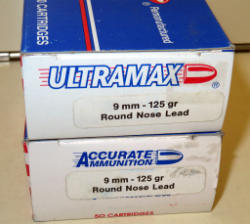 CARTRIDGES
Remanufactured
ULTRAMAX®
9 mm - 125 gr
Round Nose Lead
ACCURATE
AMMUNITION
9 mm - 125 gr
Round Nose Lead
50 CARTRIDGES